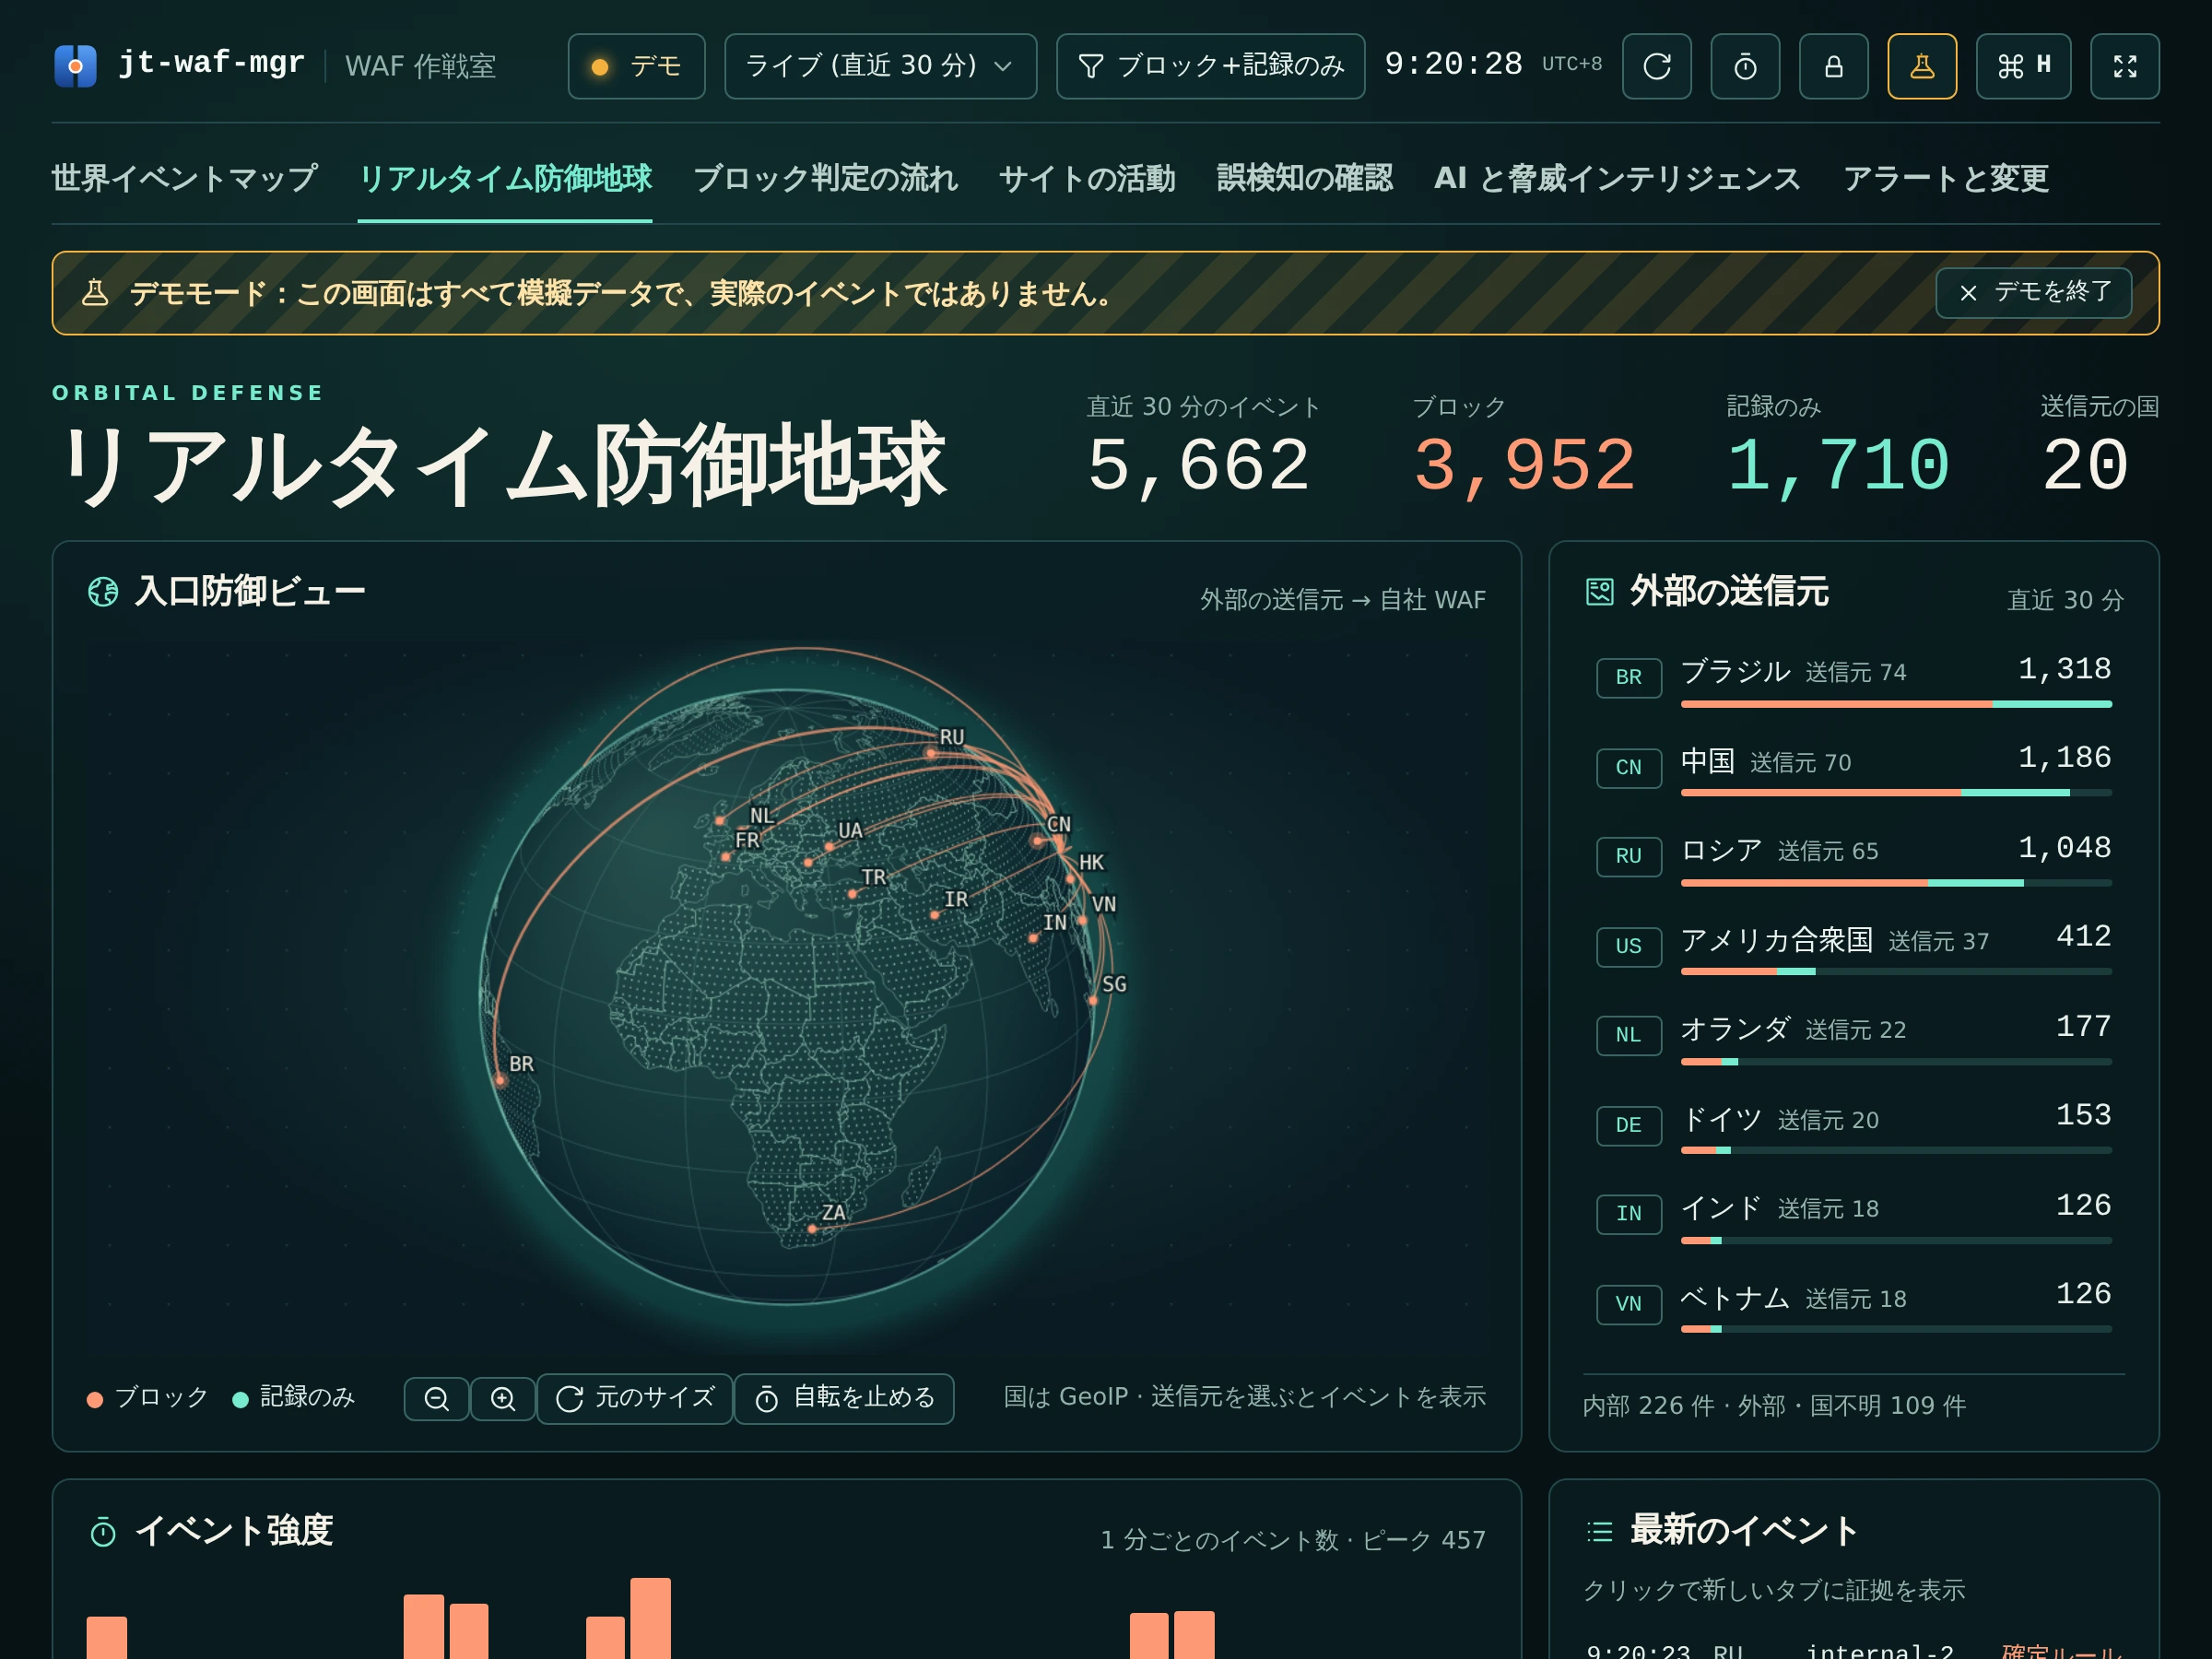 jt-waf-mgr WAF 作戦室 デモ ライブ (直近 30 分) ブロック+記録のみ 9:20:28 UTC+8 ⌘ H
世界イベントマップ リアルタイム防御地球 ブロック判定の流れ サイトの活動 誤検知の確認 AI と脅威インテリジェンス アラートと変更
デモモード：この画面はすべて模擬データで、実際のイベントではありません。 デモを終了
ORBITAL DEFENSE
リアルタイム防御地球
直近 30 分のイベント ブロック 記録のみ 送信元の国
5,662 3,952 1,710 20
入口防御ビュー 外部の送信元 → 自社 WAF
RU
NL
CN
FR
UA
HK
TR
IR
VN
IN
SG
BR
ZA
ブロック 記録のみ 元のサイズ 自転を止める 国は GeoIP · 送信元を選ぶとイベントを表示
外部の送信元 直近 30 分
BR ブラジル 送信元 74 1,318
CN 中国 送信元 70 1,186
RU ロシア 送信元 65 1,048
US アメリカ合衆国 送信元 37 412
NL オランダ 送信元 22 177
DE ドイツ 送信元 20 153
IN インド 送信元 18 126
VN ベトナム 送信元 18 126
内部 226 件 · 外部・国不明 109 件
イベント強度 1 分ごとのイベント数 · ピーク 457
最新のイベント
クリックで新しいタブに証拠を表示
9:20:23 RU internal-2 確定ルール